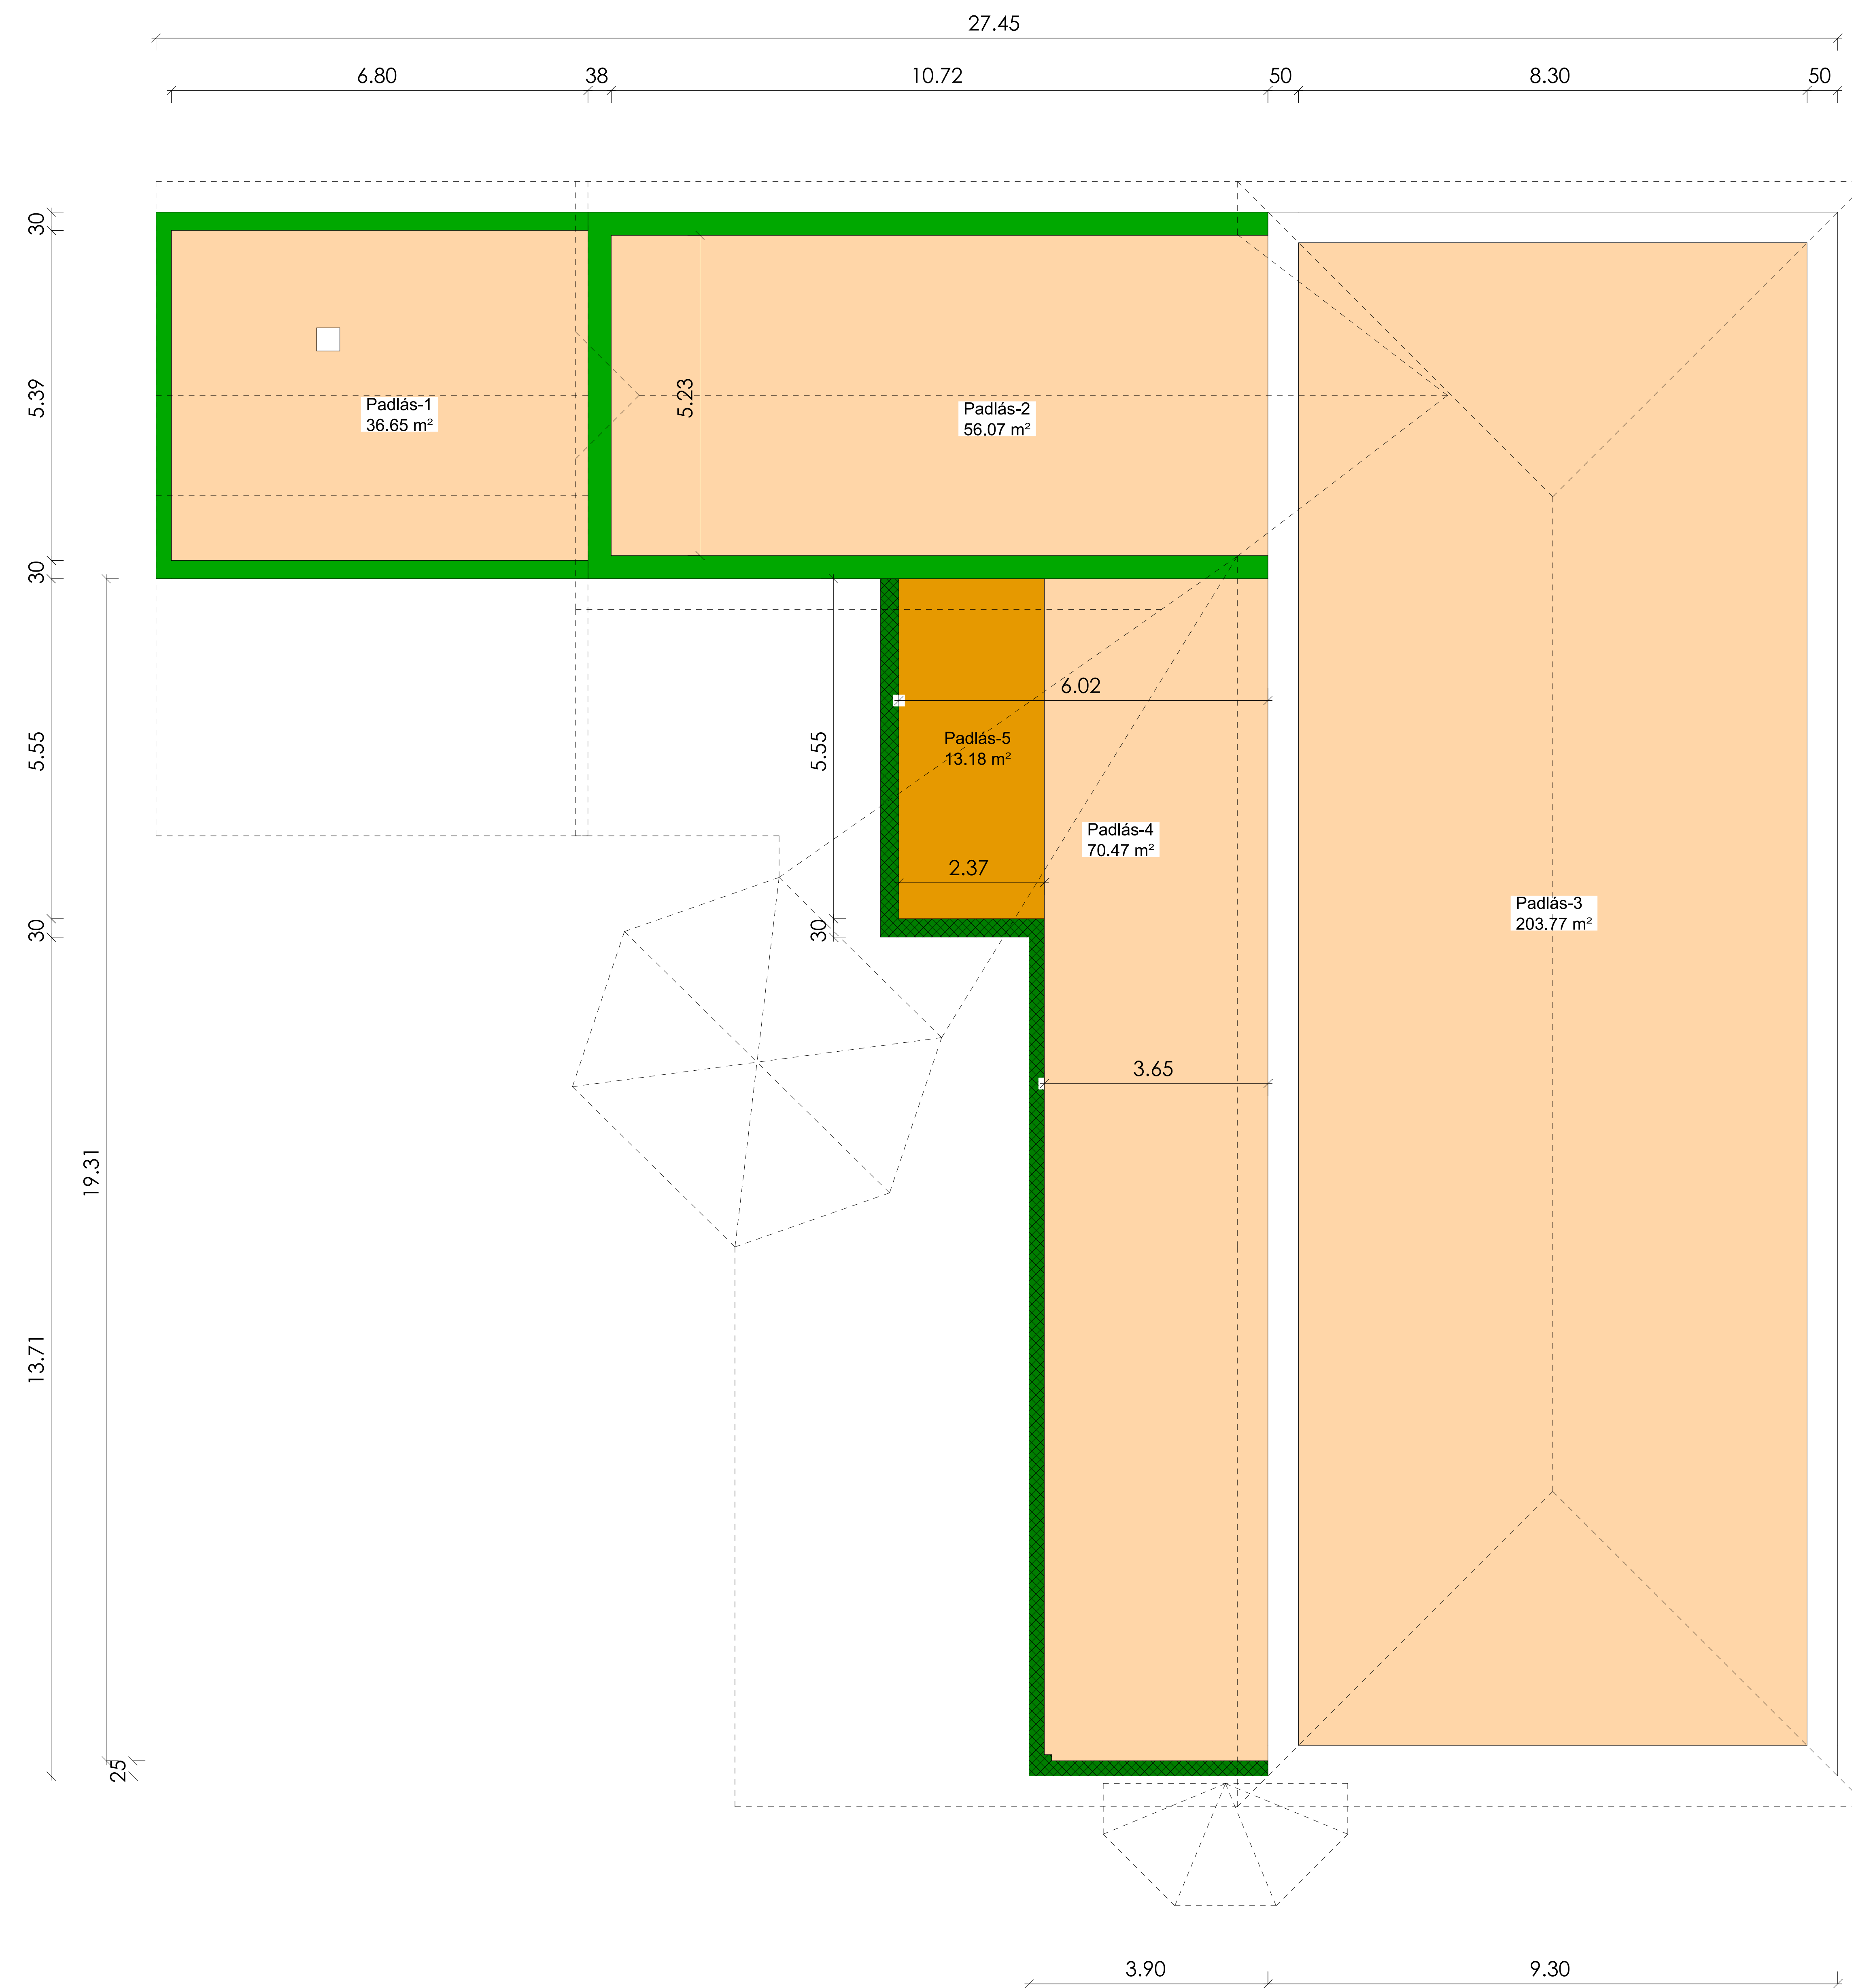 27.45
6.80
38
10.72
50
8.30
50
30
5.39
30
5.55
30
13.71
19.31
25
5.23
Padlás-1
36.65 m²
Padlás-2
56.07 m²
6.02
5.55
30
Padlás-5
13.18 m²
2.37
Padlás-4
70.47 m²
Padlás-3
203.77 m²
3.65
3.90
9.30